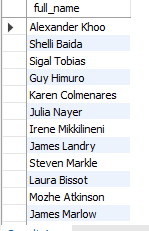 full_name
Alexander Khoo
Shelli Baida
Sigal Tobias
Guy Himuro
Karen Colmenares
Julia Nayer
Irene Mikkilineni
James Landry
Steven Markle
Laura Bissot
Mozhe Atkinson
James Marlow